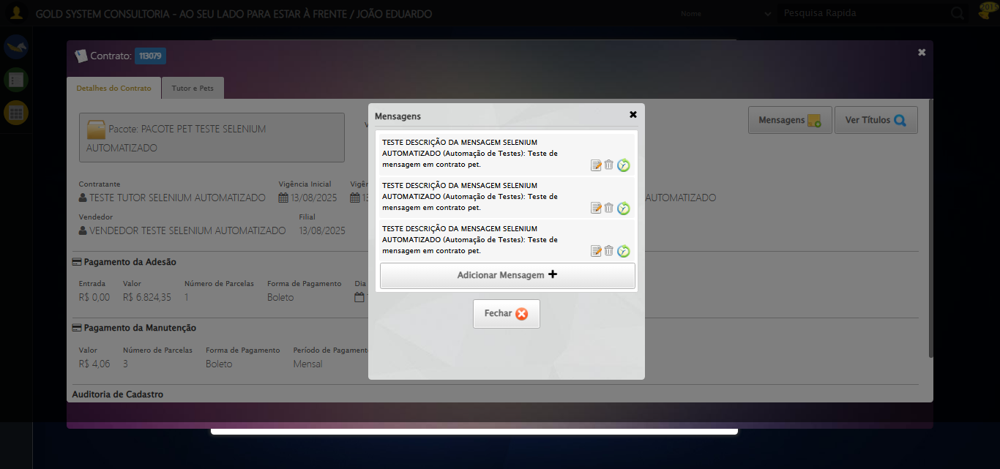 GOLD SYSTEM CONSULTORIA - AO SEU LADO PARA ESTAR À FRENTE / JOÃO EDUARDO
Nome
Pesquisa Rapida
201
Contrato: 113079
Detalhes do Contrato
Tutor e Pets
Pacote: PACOTE PET TESTE SELENIUM
AUTOMATIZADO
Mensagens
Ver Títulos
Contratante
TESTE TUTOR SELENIUM AUTOMATIZADO
Vigência Inicial
13/08/2025
Vendedor
VENDEDOR TESTE SELENIUM AUTOMATIZADO
Filial
13/08/2025
AUTOMATIZADO
Pagamento da Adesão
Entrada
R$ 0,00
Valor
R$ 6.824,35
Número de Parcelas
1
Forma de Pagamento
Boleto
Dia
Pagamento da Manutenção
Valor
R$ 4,06
Número de Parcelas
3
Forma de Pagamento
Boleto
Período de Pagament
Mensal
Auditoria de Cadastro
Mensagens
TESTE DESCRIÇÃO DA MENSAGEM SELENIUM
AUTOMATIZADO (Automação de Testes): Teste de
mensagem em contrato pet.
TESTE DESCRIÇÃO DA MENSAGEM SELENIUM
AUTOMATIZADO (Automação de Testes): Teste de
mensagem em contrato pet.
TESTE DESCRIÇÃO DA MENSAGEM SELENIUM
AUTOMATIZADO (Automação de Testes): Teste de
mensagem em contrato pet.
Adicionar Mensagem
Fechar